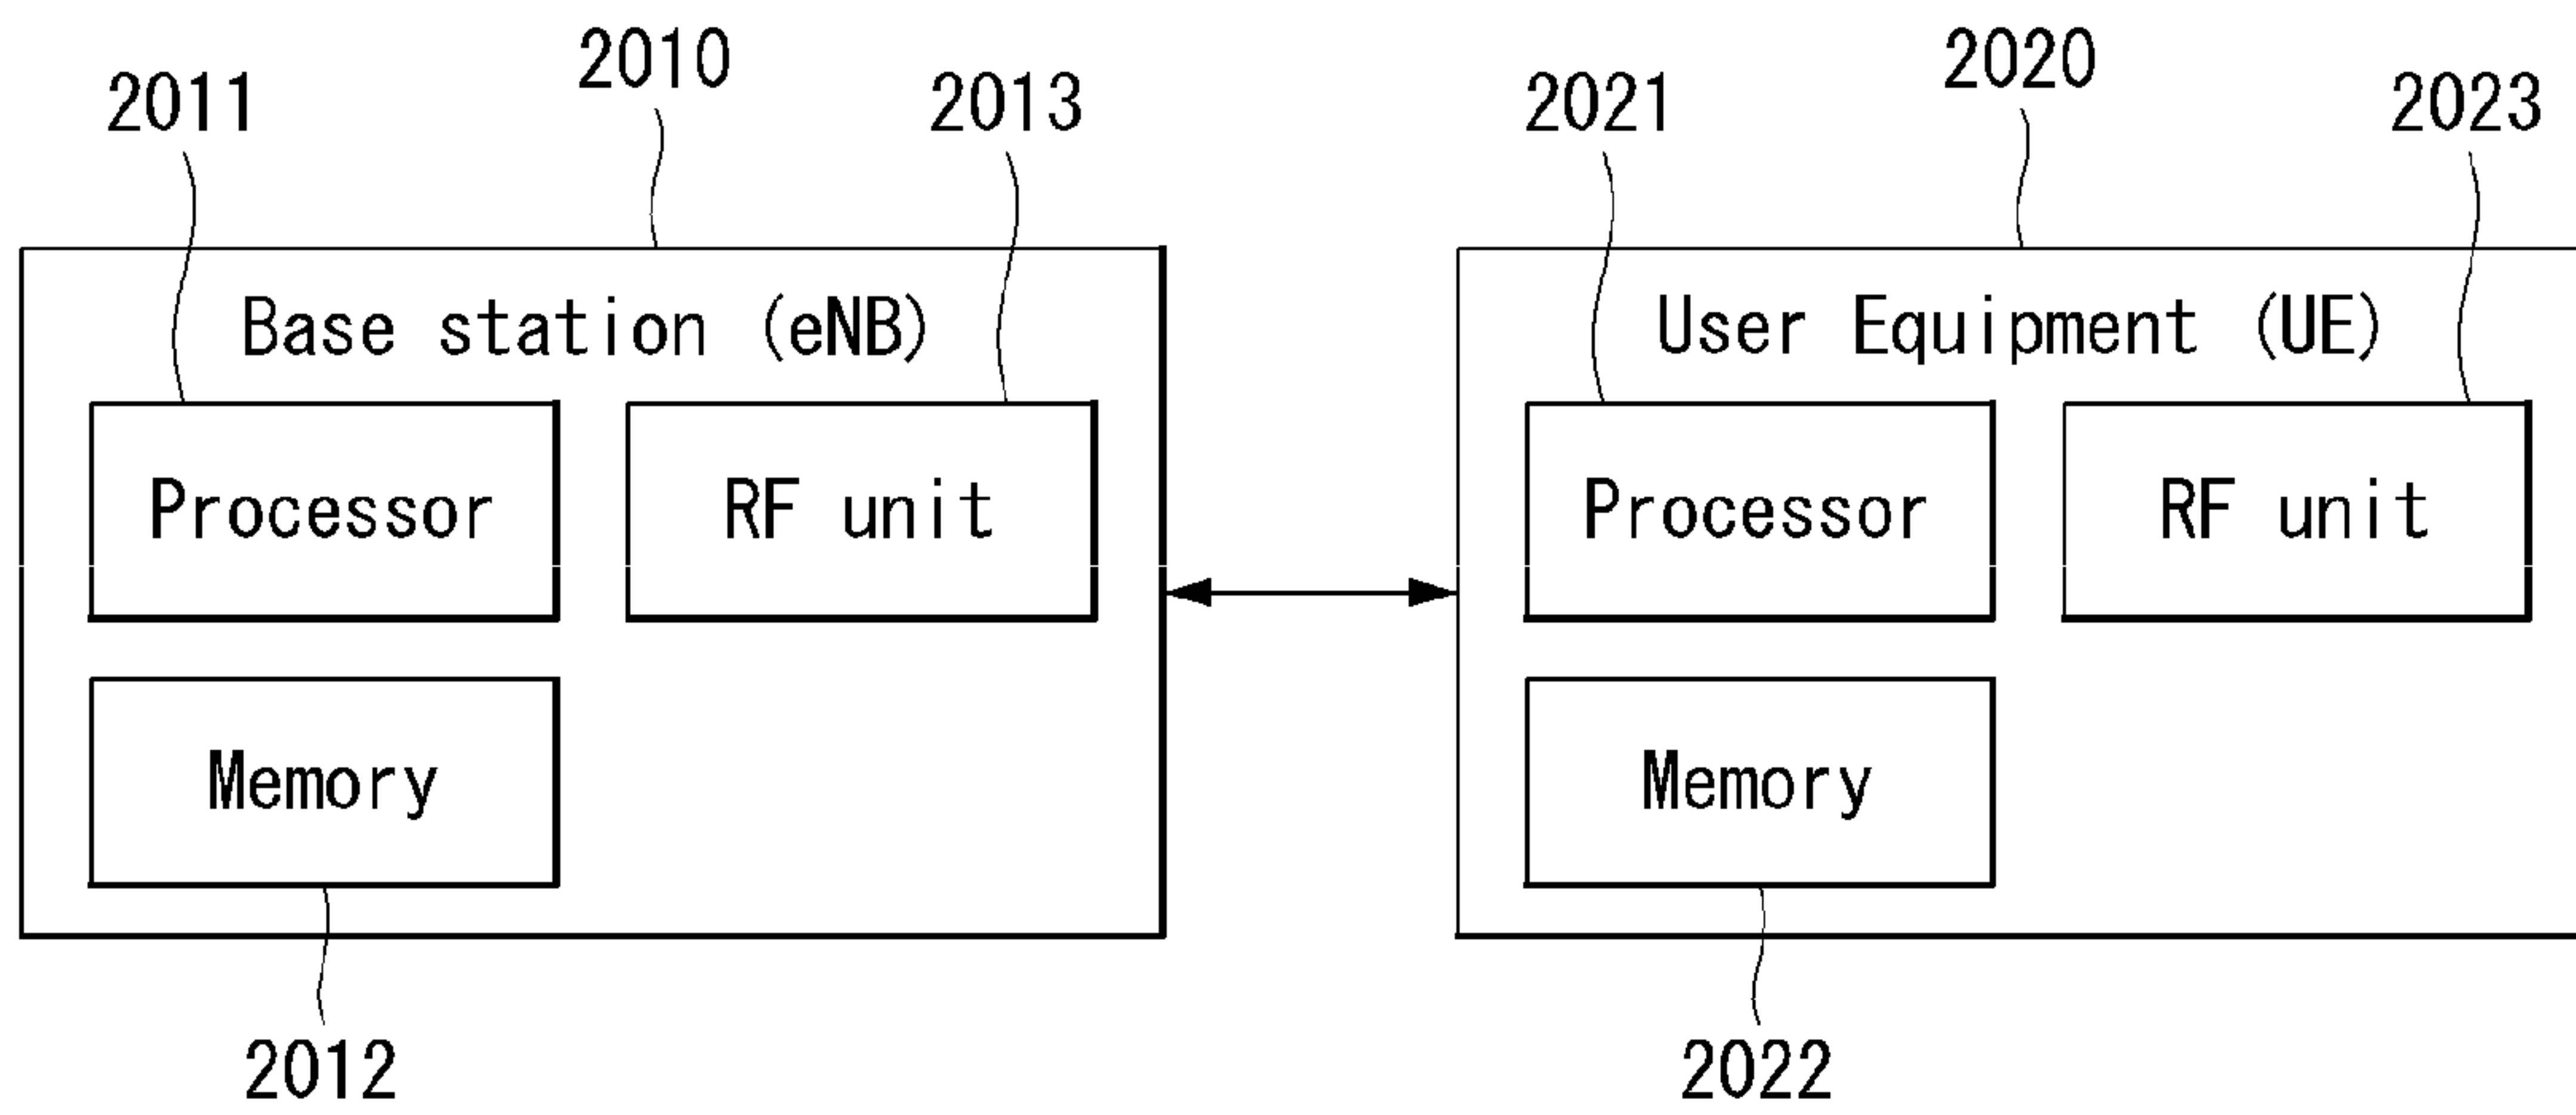 2010
2020
2011
2013
2021
2023
Base station (eNB)
User Equipment (UE)
Processor
RF unit
Processor
RF unit
Memory
Memory
2012
2022